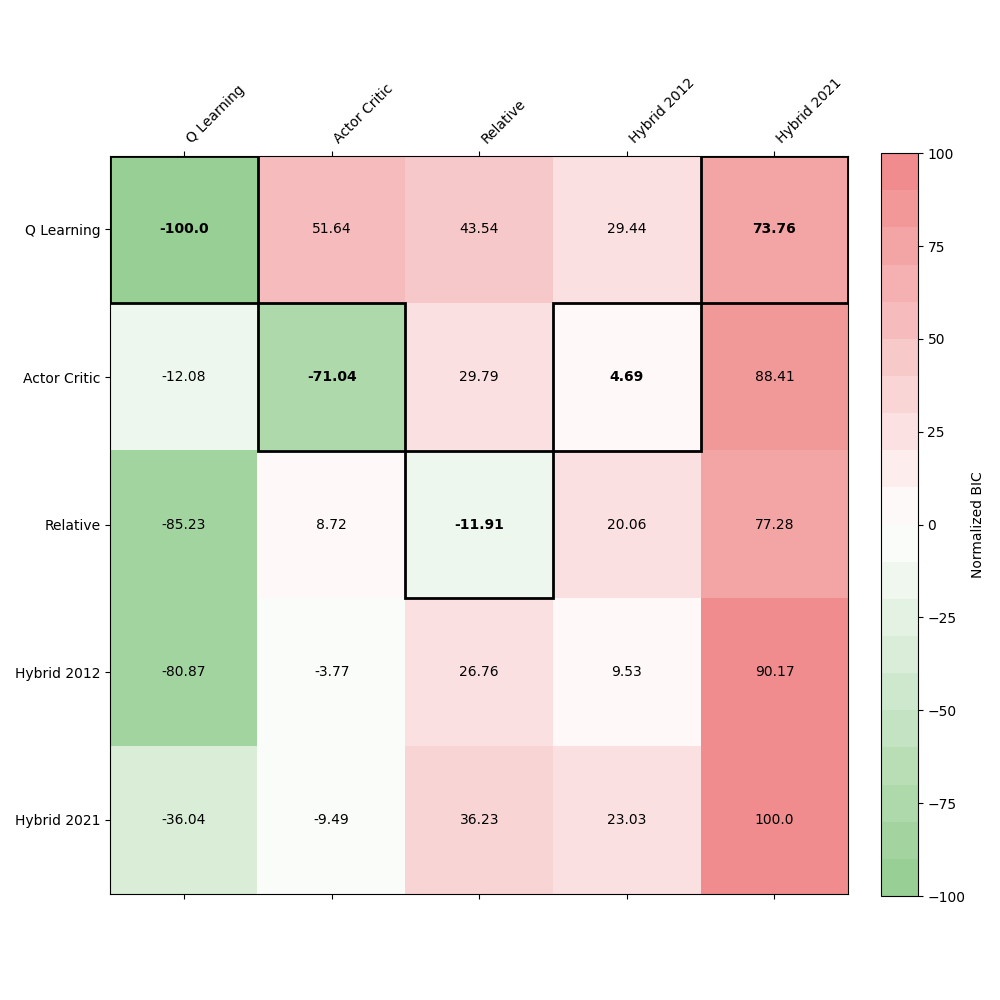 Q Learning Actor Critic Relative Hybrid 2012 Hybrid 2021
Q Learning -100.0 51.64 43.54 29.44 73.76
Actor Critic -12.08 -71.04 29.79 4.69 88.41
Relative -85.23 8.72 -11.91 20.06 77.28
Hybrid 2012 -80.87 -3.77 26.76 9.53 90.17
Hybrid 2021 -36.04 -9.49 36.23 23.03 100.0
100
75
50
25
0
−25
−50
−75
−100
Normalized BIC